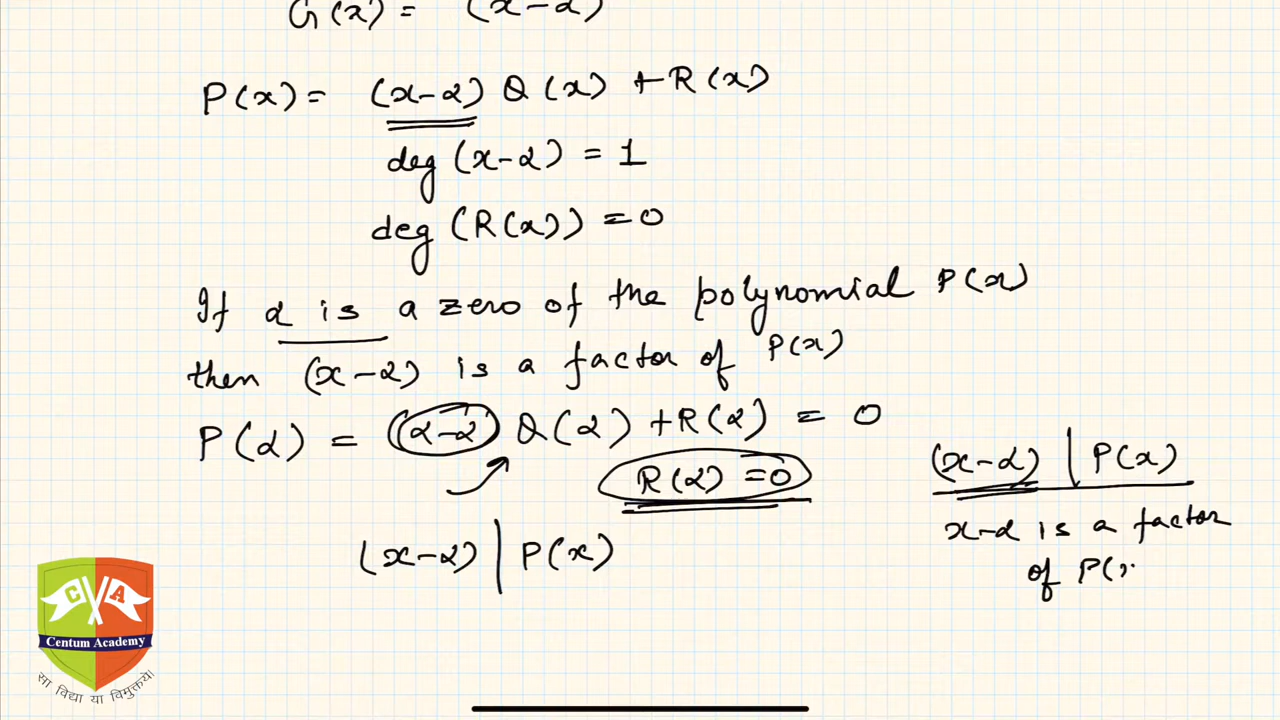 G(x) = (x-α)
P(x) = (x-α) Q(x) + R(x)
deg (x-α) = 1
deg (R(x)) = 0
If α is a zero of the polynomial P(x)
then (x-α) is a factor of P(x)
P(α) = (α-α) Q(α) + R(α) = 0
R(α) = 0
(x-α) | P(x)
(x-α) | P(x)
x-α is a factor
of P(x
C A
Centum Academy
सा विद्या या विमुक्तये।